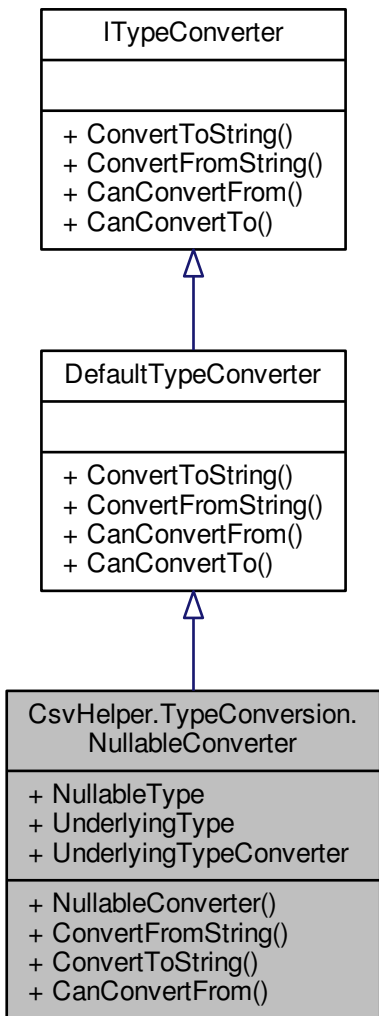 ITypeConverter
+ ConvertToString()
+ ConvertFromString()
+ CanConvertFrom()
+ CanConvertTo()
DefaultTypeConverter
+ ConvertToString()
+ ConvertFromString()
+ CanConvertFrom()
+ CanConvertTo()
CsvHelper.TypeConversion.
NullableConverter
+ NullableType
+ UnderlyingType
+ UnderlyingTypeConverter
+ NullableConverter()
+ ConvertFromString()
+ ConvertToString()
+ CanConvertFrom()